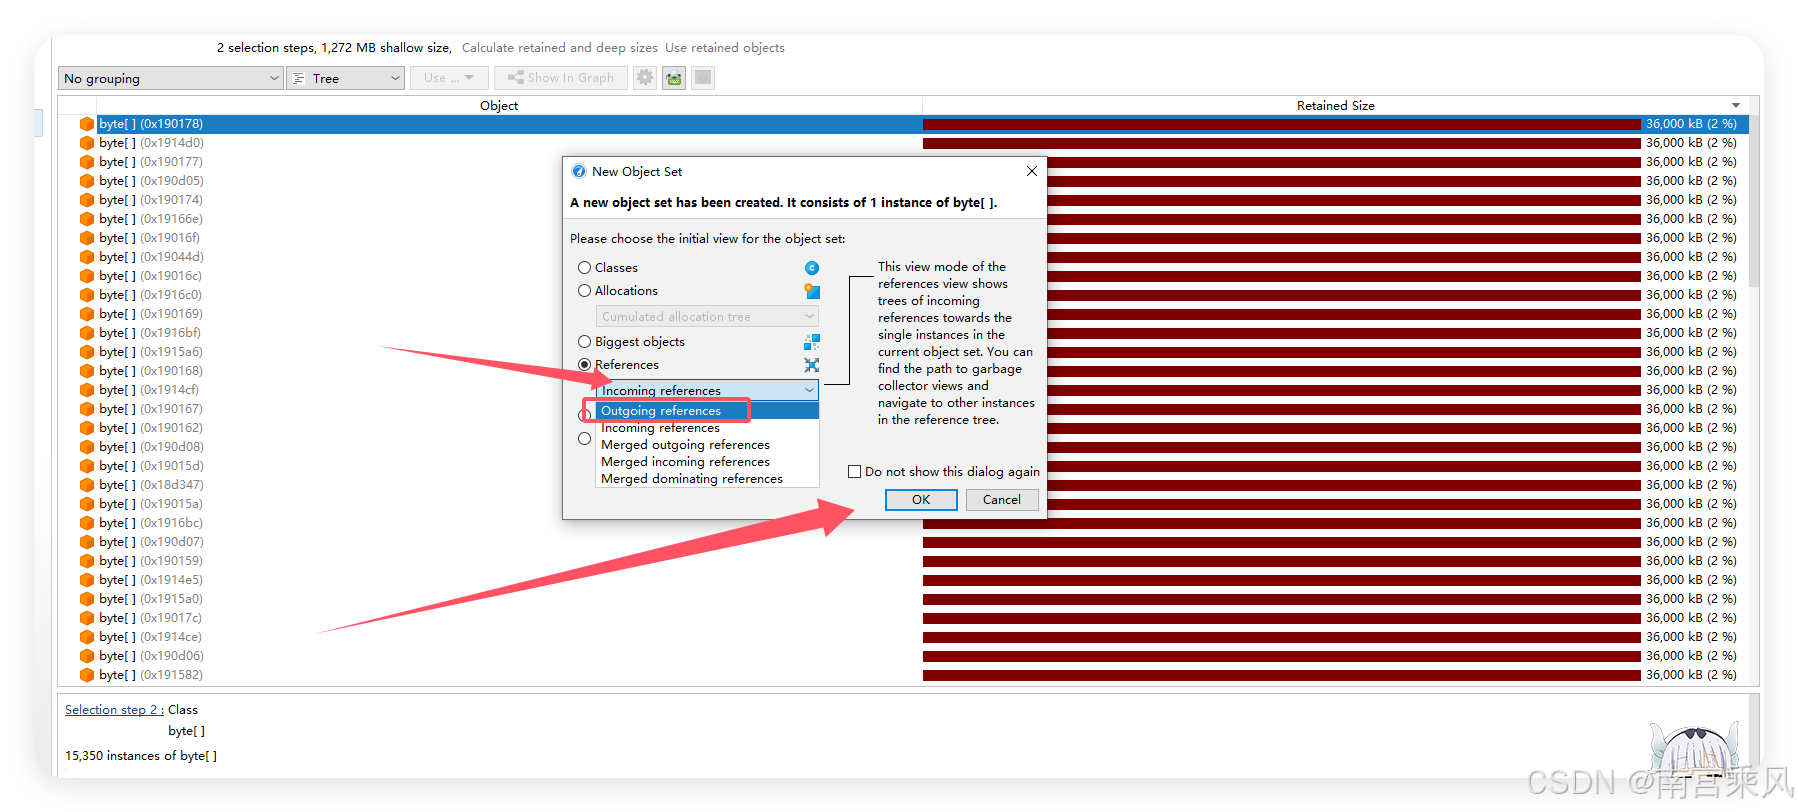 2 selection steps, 1,272 MB shallow size, Calculate retained and deep sizes Use retained objects
No grouping Tree Use ... Show In Graph
Object Retained Size
byte[ ] (0x190178) 36,000 kB (2 %)
byte[ ] (0x1914d0) 36,000 kB (2 %)
byte[ ] (0x190177) 36,000 kB (2 %)
byte[ ] (0x190d05) 36,000 kB (2 %)
byte[ ] (0x190174) 36,000 kB (2 %)
byte[ ] (0x19166e) 36,000 kB (2 %)
byte[ ] (0x19016f) 36,000 kB (2 %)
byte[ ] (0x19044d) 36,000 kB (2 %)
byte[ ] (0x19016c) 36,000 kB (2 %)
byte[ ] (0x1916c0) 36,000 kB (2 %)
byte[ ] (0x190169) 36,000 kB (2 %)
byte[ ] (0x1916bf) 36,000 kB (2 %)
byte[ ] (0x1915a6) 36,000 kB (2 %)
byte[ ] (0x190168) 36,000 kB (2 %)
byte[ ] (0x1914cf) 36,000 kB (2 %)
byte[ ] (0x190167) 36,000 kB (2 %)
byte[ ] (0x190162) 36,000 kB (2 %)
byte[ ] (0x190d08) 36,000 kB (2 %)
byte[ ] (0x19015d) 36,000 kB (2 %)
byte[ ] (0x18d347) 36,000 kB (2 %)
byte[ ] (0x19015a) 36,000 kB (2 %)
byte[ ] (0x1916bc) 36,000 kB (2 %)
byte[ ] (0x190d07) 36,000 kB (2 %)
byte[ ] (0x190159) 36,000 kB (2 %)
byte[ ] (0x1914e5) 36,000 kB (2 %)
byte[ ] (0x1915a0) 36,000 kB (2 %)
byte[ ] (0x19017c) 36,000 kB (2 %)
byte[ ] (0x1914ce) 36,000 kB (2 %)
byte[ ] (0x190d06) 36,000 kB (2 %)
byte[ ] (0x191582) 36,000 kB (2 %)
New Object Set
A new object set has been created. It consists of 1 instance of byte[ ].
Please choose the initial view for the object set:
Classes
Allocations
Cumulated allocation tree
Biggest objects
References
Incoming references
Outgoing references
Incoming references
Merged outgoing references
Merged incoming references
Merged dominating references
This view mode of the
references view shows
trees of incoming
references towards the
single instances in the
current object set. You can
find the path to garbage
collector views and
navigate to other instances
in the reference tree.
Do not show this dialog again
OK Cancel
Selection step 2 : Class
byte[ ]
15,350 instances of byte[ ]
CSDN @南宫乘风